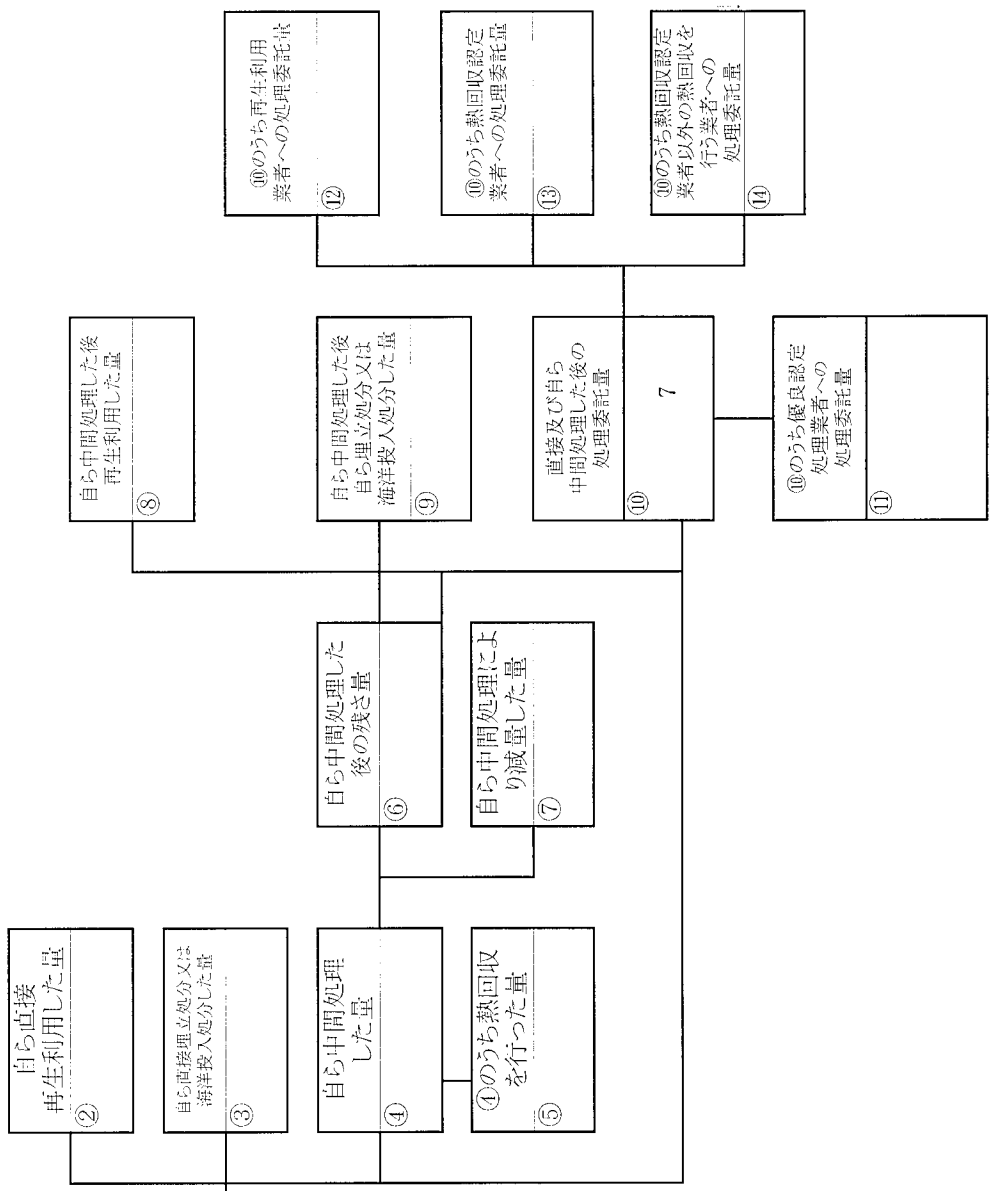 自ら直接
再生利用した量
②
自ら直接埋立処分又は
海洋投入処分した量
③
自ら中間処理
した量
④
④のうち熱回収
を行った量
⑤
自ら中間処理した
後の残さ量
⑥
自ら中間処理によ
り減量した量
⑦
自ら中間処理した後
再生利用した量
⑧
自ら中間処理した後
自ら埋立処分又は
海洋投入処分した量
⑨
直接及び自ら
中間処理した後の
処理委託量
⑩
7
⑩のうち優良認定
処理業者への
処理委託量
⑪
⑩のうち再生利用
業者への処理委託量
⑫
⑩のうち熱回収認定
業者への処理委託量
⑬
⑩のうち熱回収認定
業者以外の熱回収を
行う業者への
処理委託量
⑭